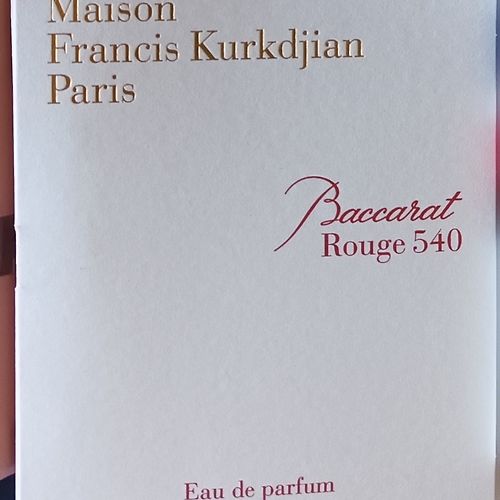 Maison
Francis Kurkdjian
Paris
Baccarat
Rouge 540
Eau de parfum